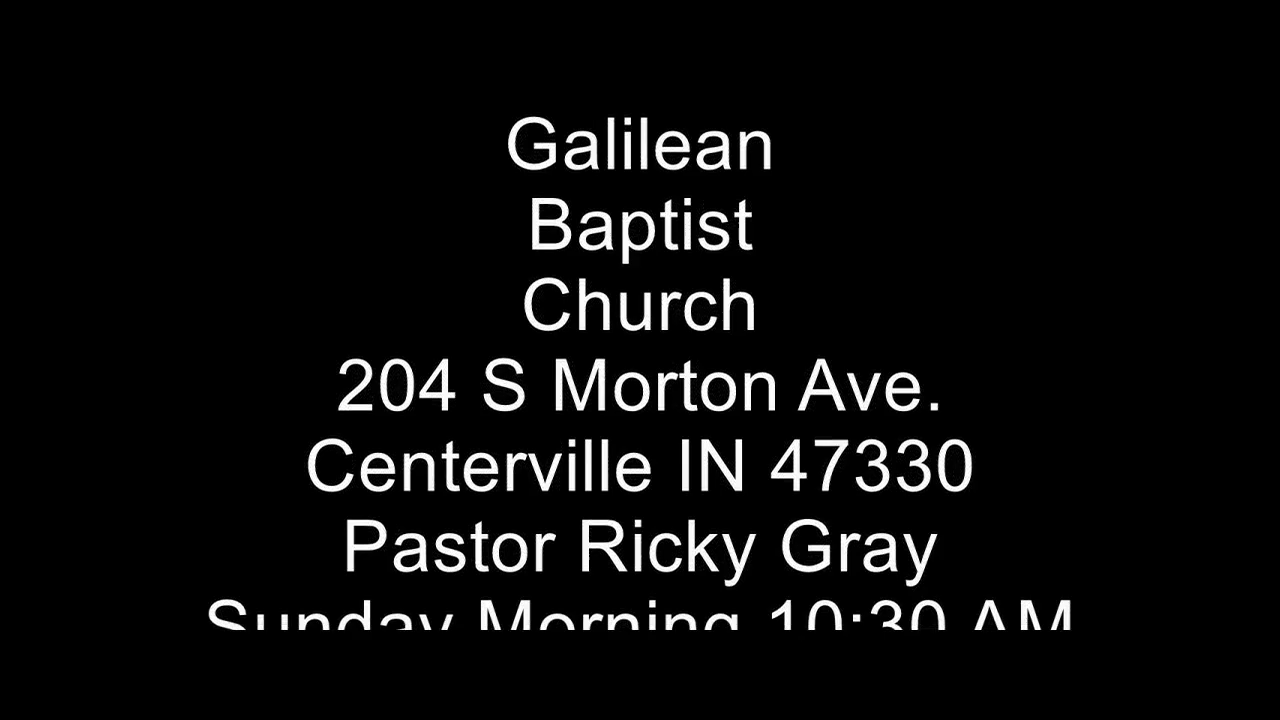 Galilean
Baptist
Church
204 S Morton Ave.
Centerville IN 47330
Pastor Ricky Gray
Sunday Morning 10:30 AM